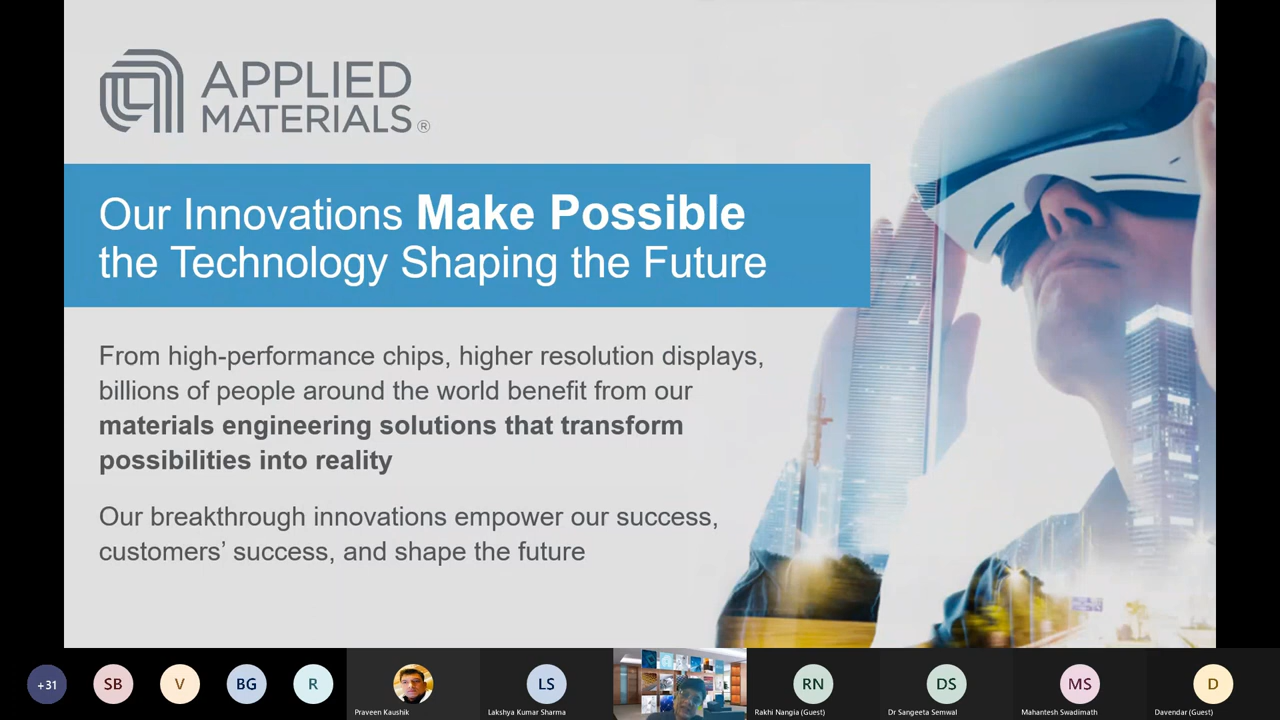 APPLIED
MATERIALS®
Our Innovations Make Possible
the Technology Shaping the Future
From high-performance chips, higher resolution displays,
billions of people around the world benefit from our
materials engineering solutions that transform
possibilities into reality
Our breakthrough innovations empower our success,
customers’ success, and shape the future
+31
SB
V
BG
R
LS
RN
DS
MS
D
Praveen Kaushik
Lakshya Kumar Sharma
Rakhi Nangia (Guest)
Dr Sangeeta Semwal
Mahantesh Swadimath
Davendar (Guest)